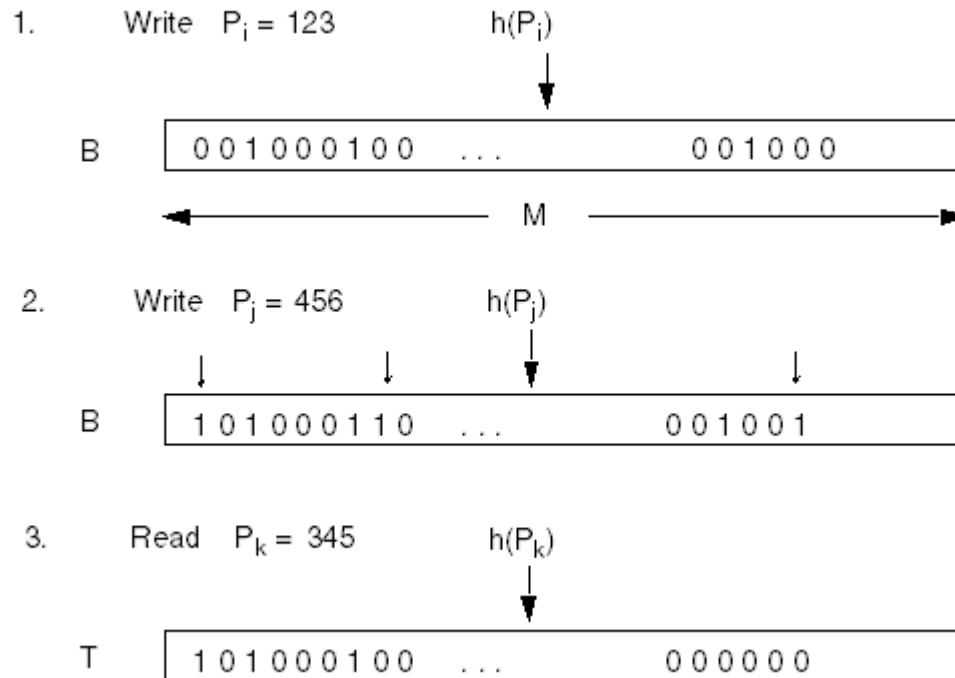 1. Write P_i = 123 h(P_i)
B 0 0 1 0 0 0 1 0 0 ... 0 0 1 0 0 0
M
2. Write P_j = 456 h(P_j)
B 1 0 1 0 0 0 1 1 0 ... 0 0 1 0 0 1
3. Read P_k = 345 h(P_k)
T 1 0 1 0 0 0 1 0 0 ... 0 0 0 0 0 0